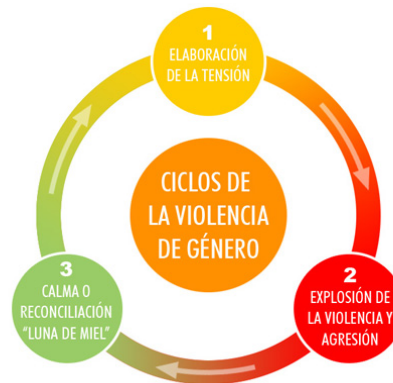 1
ELABORACIÓN
DE LA TENSIÓN
CICLOS DE
LA VIOLENCIA
DE GÉNERO
2
EXPLOSIÓN DE
LA VIOLENCIA Y
AGRESIÓN
3
CALMA O
RECONCILIACIÓN
“LUNA DE MIEL”